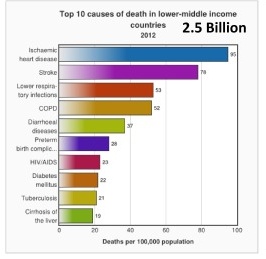 Top 10 causes of death in lower-middle income
countries
2012
2.5 Billion
Ischaemic
heart disease
95
Stroke
78
Lower respira-
tory infections
53
COPD
52
Diarrhoeal
diseases
37
Preterm
birth complic...
28
HIV/AIDS
23
Diabetes
mellitus
22
Tuberculosis
21
Cirrhosis of
the liver
19
0 20 40 60 80 100
Deaths per 100,000 population